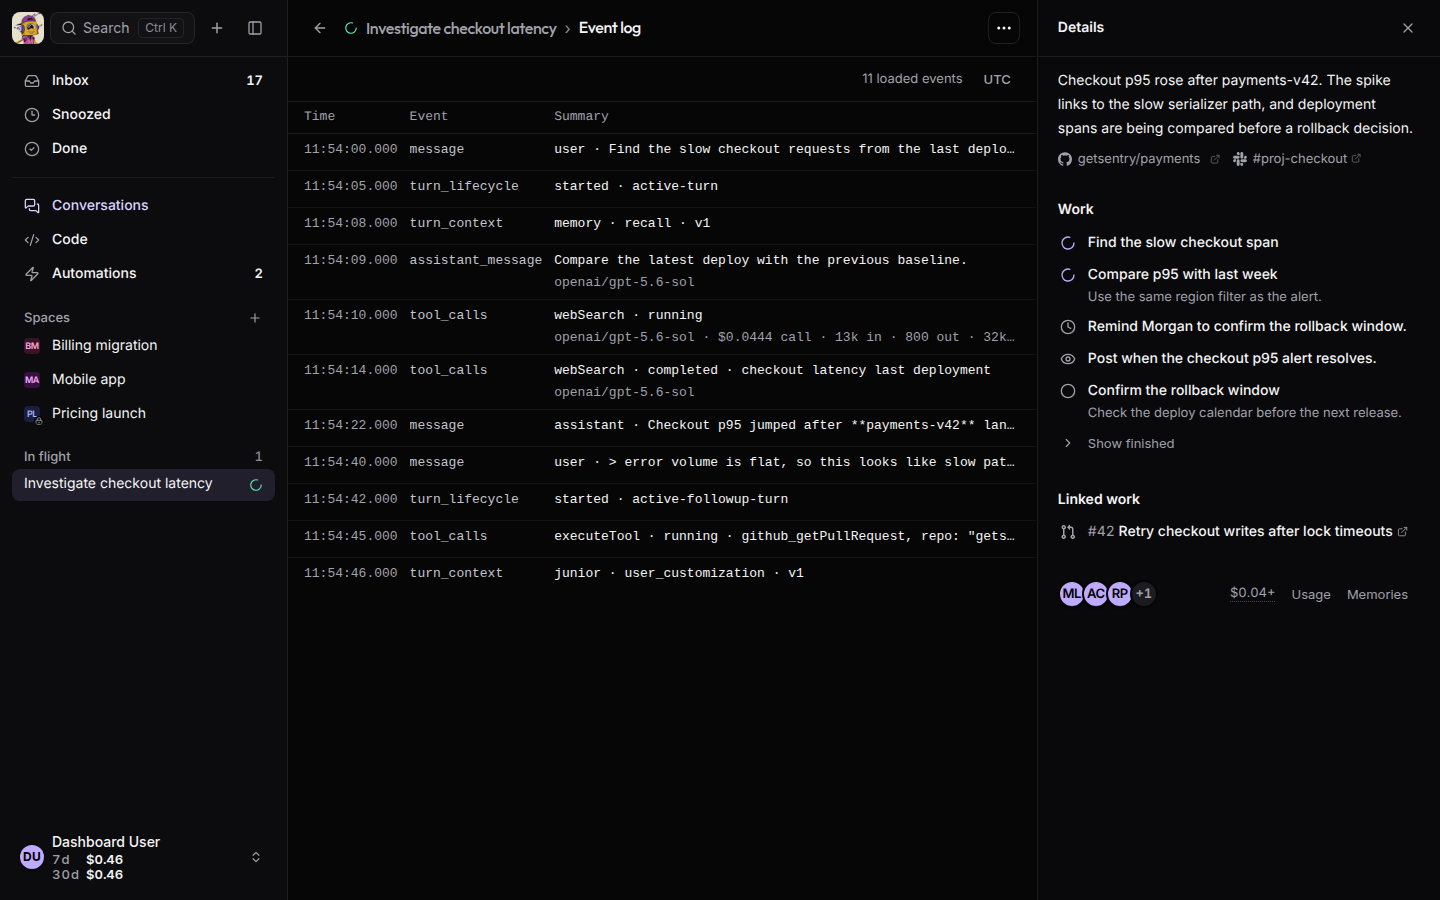 Search Ctrl K
Inbox 17
Snoozed
Done
Conversations
Code
Automations 2
Spaces
BM Billing migration
MA Mobile app
PL Pricing launch
In flight 1
Investigate checkout latency
DU Dashboard User
7d $0.46
30d $0.46
Investigate checkout latency › Event log
11 loaded events UTC
Time Event Summary
11:54:00.000 message user · Find the slow checkout requests from the last deplo…
11:54:05.000 turn_lifecycle started · active-turn
11:54:08.000 turn_context memory · recall · v1
11:54:09.000 assistant_message Compare the latest deploy with the previous baseline.
openai/gpt-5.6-sol
11:54:10.000 tool_calls webSearch · running
openai/gpt-5.6-sol · $0.0444 call · 13k in · 800 out · 32k…
11:54:14.000 tool_calls webSearch · completed · checkout latency last deployment
openai/gpt-5.6-sol
11:54:22.000 message assistant · Checkout p95 jumped after **payments-v42** lan…
11:54:40.000 message user · > error volume is flat, so this looks like slow pat…
11:54:42.000 turn_lifecycle started · active-followup-turn
11:54:45.000 tool_calls executeTool · running · github_getPullRequest, repo: "gets…
11:54:46.000 turn_context junior · user_customization · v1
Details
Checkout p95 rose after payments-v42. The spike
links to the slow serializer path, and deployment
spans are being compared before a rollback decision.
getsentry/payments #proj-checkout
Work
Find the slow checkout span
Compare p95 with last week
Use the same region filter as the alert.
Remind Morgan to confirm the rollback window.
Post when the checkout p95 alert resolves.
Confirm the rollback window
Check the deploy calendar before the next release.
Show finished
Linked work
#42 Retry checkout writes after lock timeouts
ML AC RP +1 $0.04+ Usage Memories